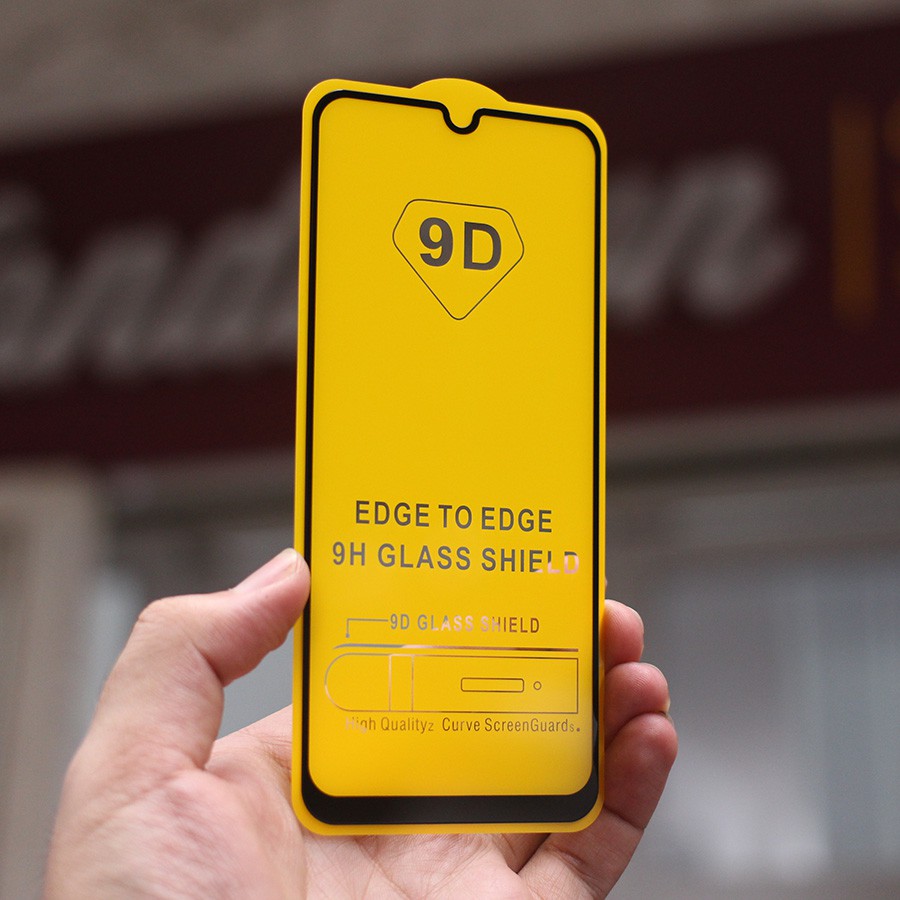 9D
EDGE TO EDGE
9H GLASS SHIELD
9D GLASS SHIELD
High Qualityz Curve ScreenGuards.